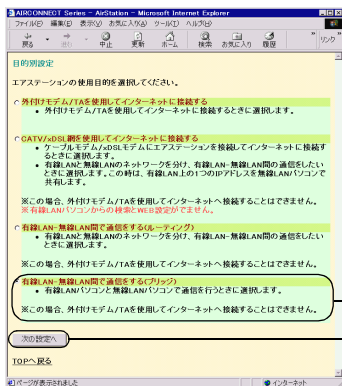 AIRCONNECT Series - AirStation - Microsoft Internet Explorer
ファイル(F) 編集(E) 表示(V) お気に入り(A) ツール(T) ヘルプ(H)
戻る 進む 中止 更新 ホーム 検索 お気に入り 履歴 リンク
目的別設定
エアステーションの使用目的を選択してください。
外付けモデム/TAを使用してインターネットに接続する
• 外付けモデム/TAを使用してインターネットに接続するときに選択します。
CATV/xDSL網を使用してインターネットに接続する
• ケーブルモデム/xDSLモデムにエアステーションを接続してインターネットに接続す
るときに選択します。
• 有線LANと無線LANのネットワークを分け、有線LAN-無線LAN間の通信をしたい
ときに選択します。この時は、有線LAN上の1つのIPアドレスを無線LANパソコンで
共有します。
※この場合、外付けモデム/TAを使用してインターネットへ接続することはできません。
※有線LANパソコンからの検索とWEB設定ができません。
有線LAN-無線LAN間で通信をする(ルーティング)
• 有線LANと無線LANのネットワークを分け、有線LAN-無線LAN間の通信をしたい
ときに選択します。
※この場合、外付けモデム/TAを使用してインターネットへ接続することはできません。
有線LAN-無線LAN間で通信をする(ブリッジ)
• 有線LANパソコンと無線LANパソコンで通信を行うときに選択します。
※この場合、外付けモデム/TAを使用してインターネットへ接続することはできません。
次の設定へ
TOPへ戻る
ページが表示されました インターネット